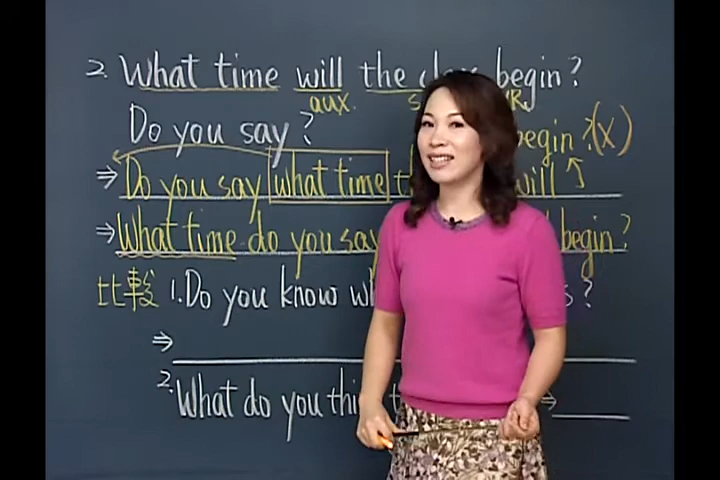 2. What time will the begin?
aux. VR
Do you say ?
begin ? (x)
⇒ Do you say what time will
⇒ What time do you say begin ?
比較 1. Do you know ?
⇒
2. What do you ⇒